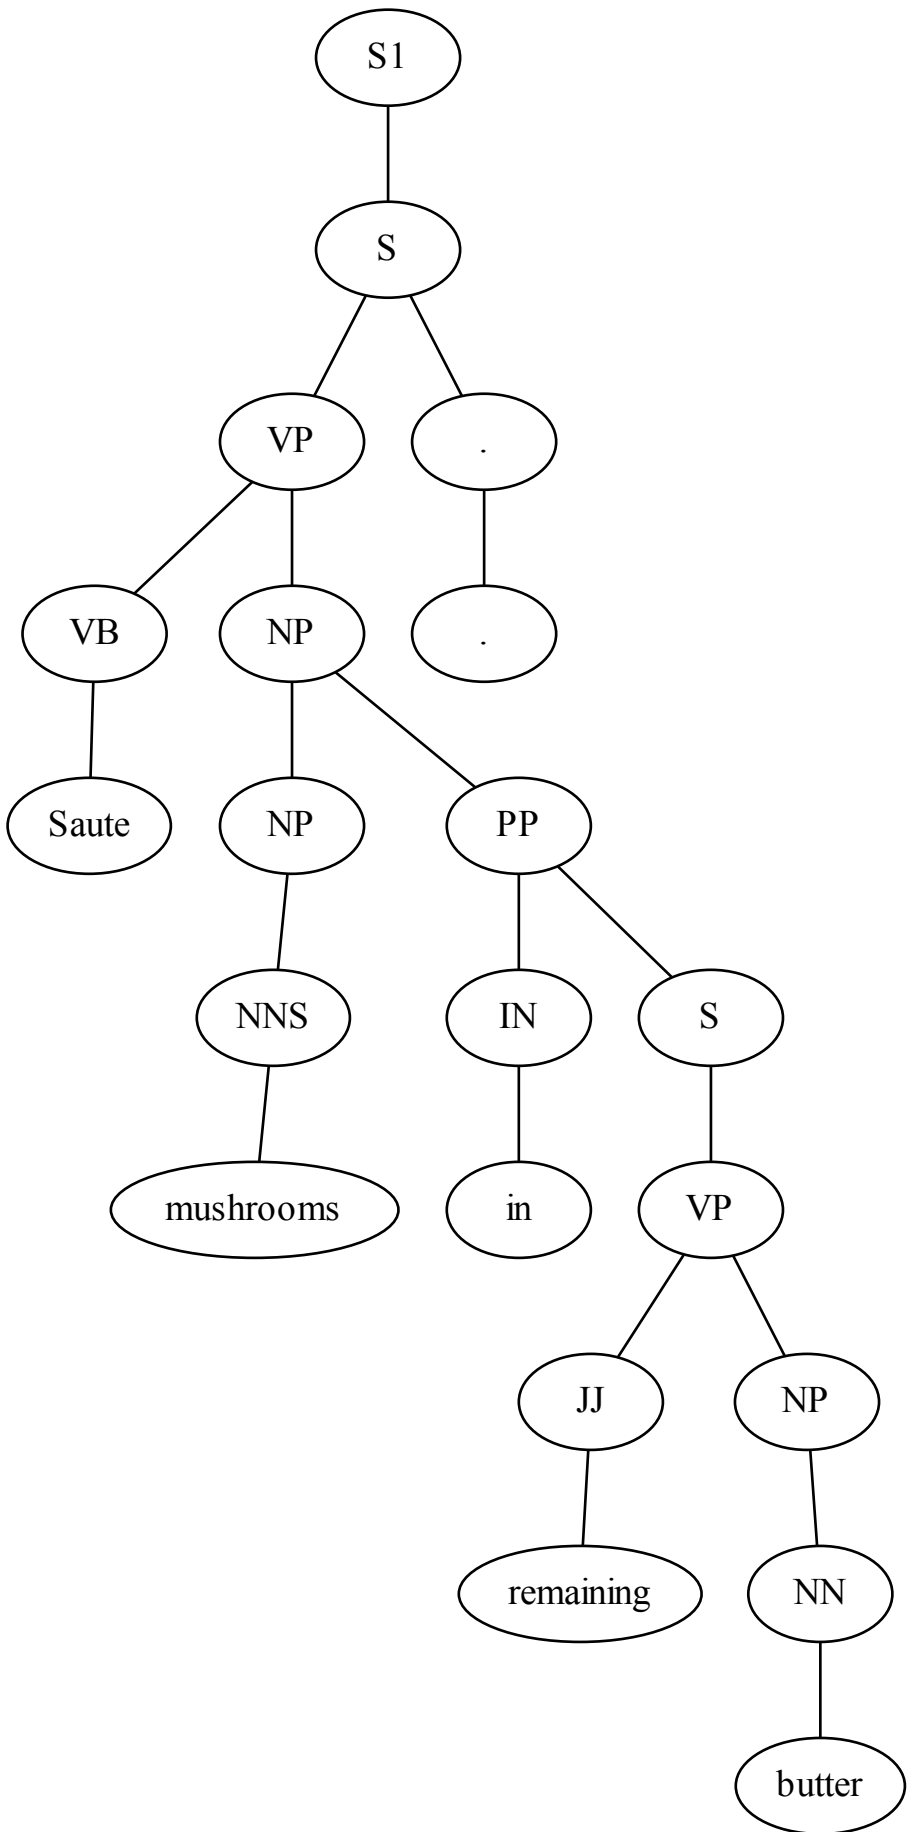 S1
S
VP .
VB NP .
Saute NP PP
NNS IN S
mushrooms in VP
JJ NP
remaining NN
butter